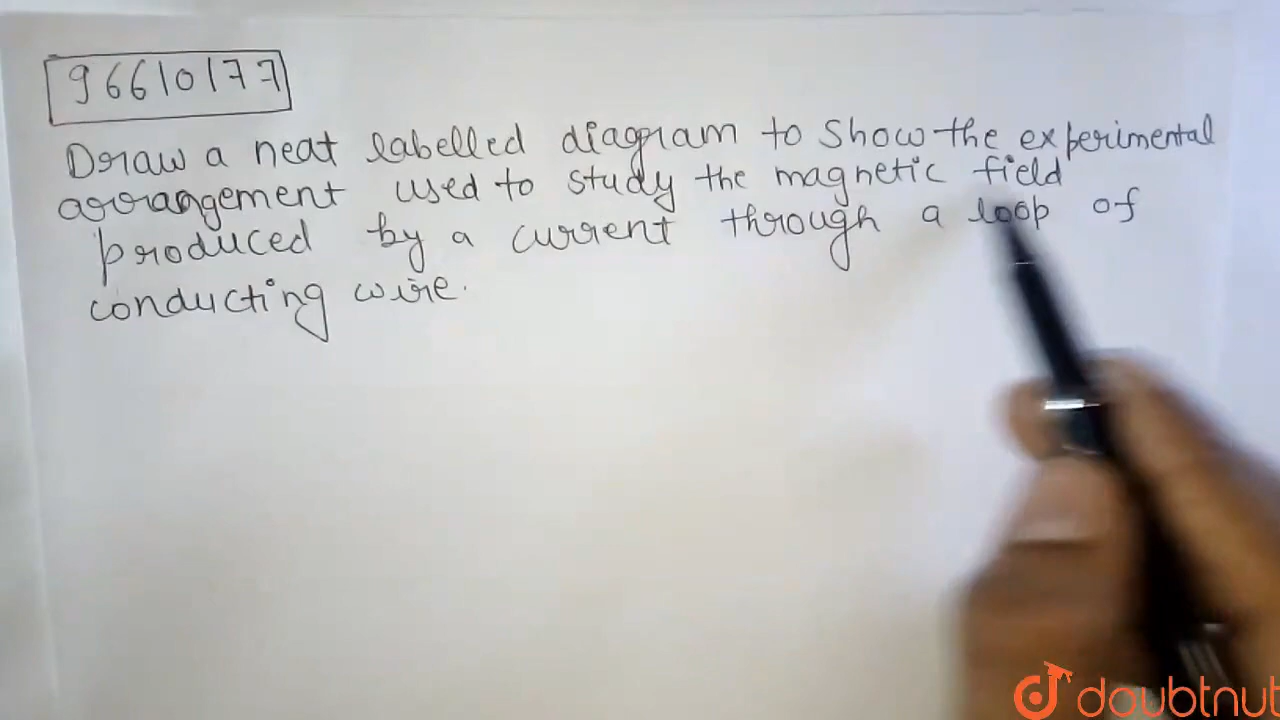 96610177
Draw a neat labelled diagram to show the experimental
arrangement used to study the magnetic field
produced by a current through a loop of
conducting wire.
doubtnut